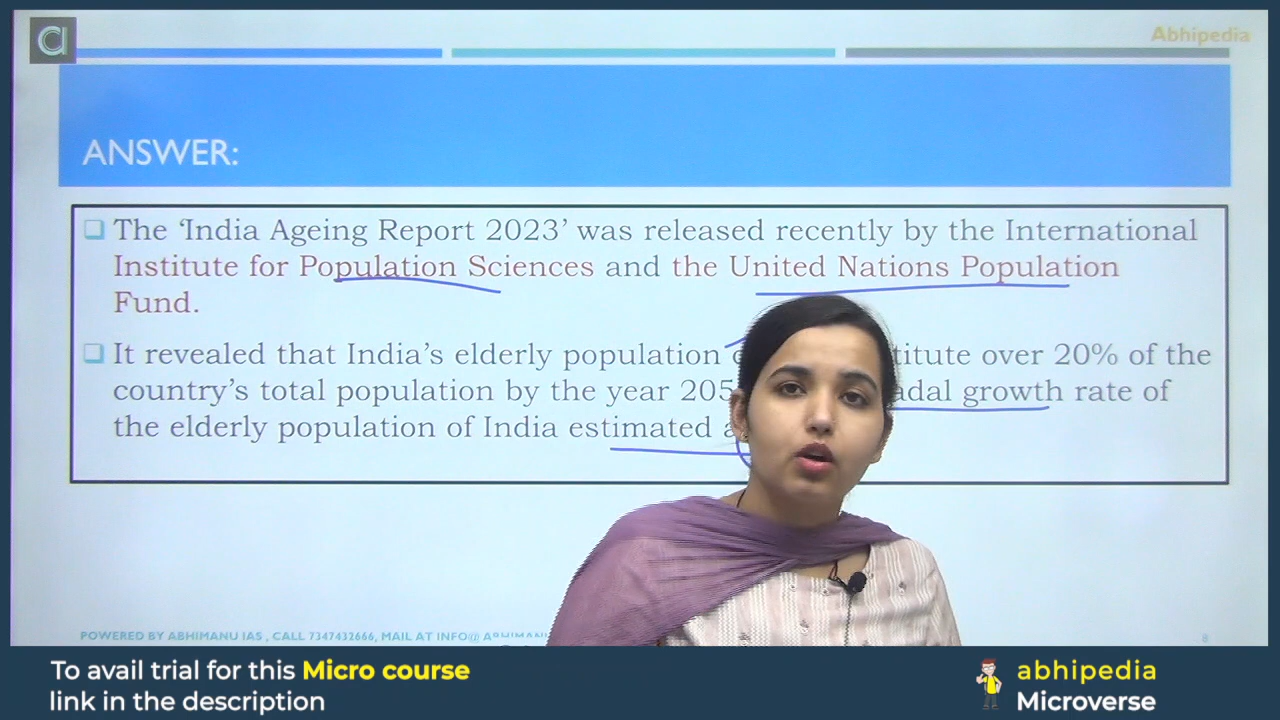 Abhipedia
ANSWER:
The ‘India Ageing Report 2023’ was released recently by the International
Institute for Population Sciences and the United Nations Population
Fund.
It revealed that India’s elderly population over 20% of the
country’s total population by the year growth rate of
the elderly population of India estimated
POWERED BY ABHIMANU IAS , CALL 7347432666, MAIL AT INFO@
8
To avail trial for this Micro course
link in the description
abhipedia
Microverse